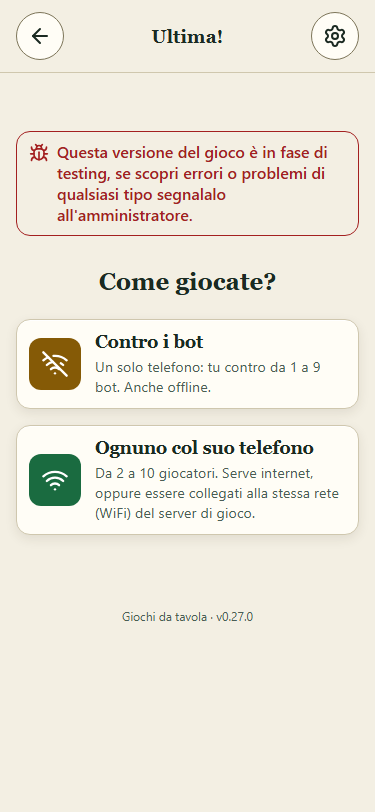 Ultima!
Questa versione del gioco è in fase di
testing, se scopri errori o problemi di
qualsiasi tipo segnalalo
all'amministratore.
Come giocate?
Contro i bot
Un solo telefono: tu contro da 1 a 9
bot. Anche offline.
Ognuno col suo telefono
Da 2 a 10 giocatori. Serve internet,
oppure essere collegati alla stessa rete
(WiFi) del server di gioco.
Giochi da tavola · v0.27.0